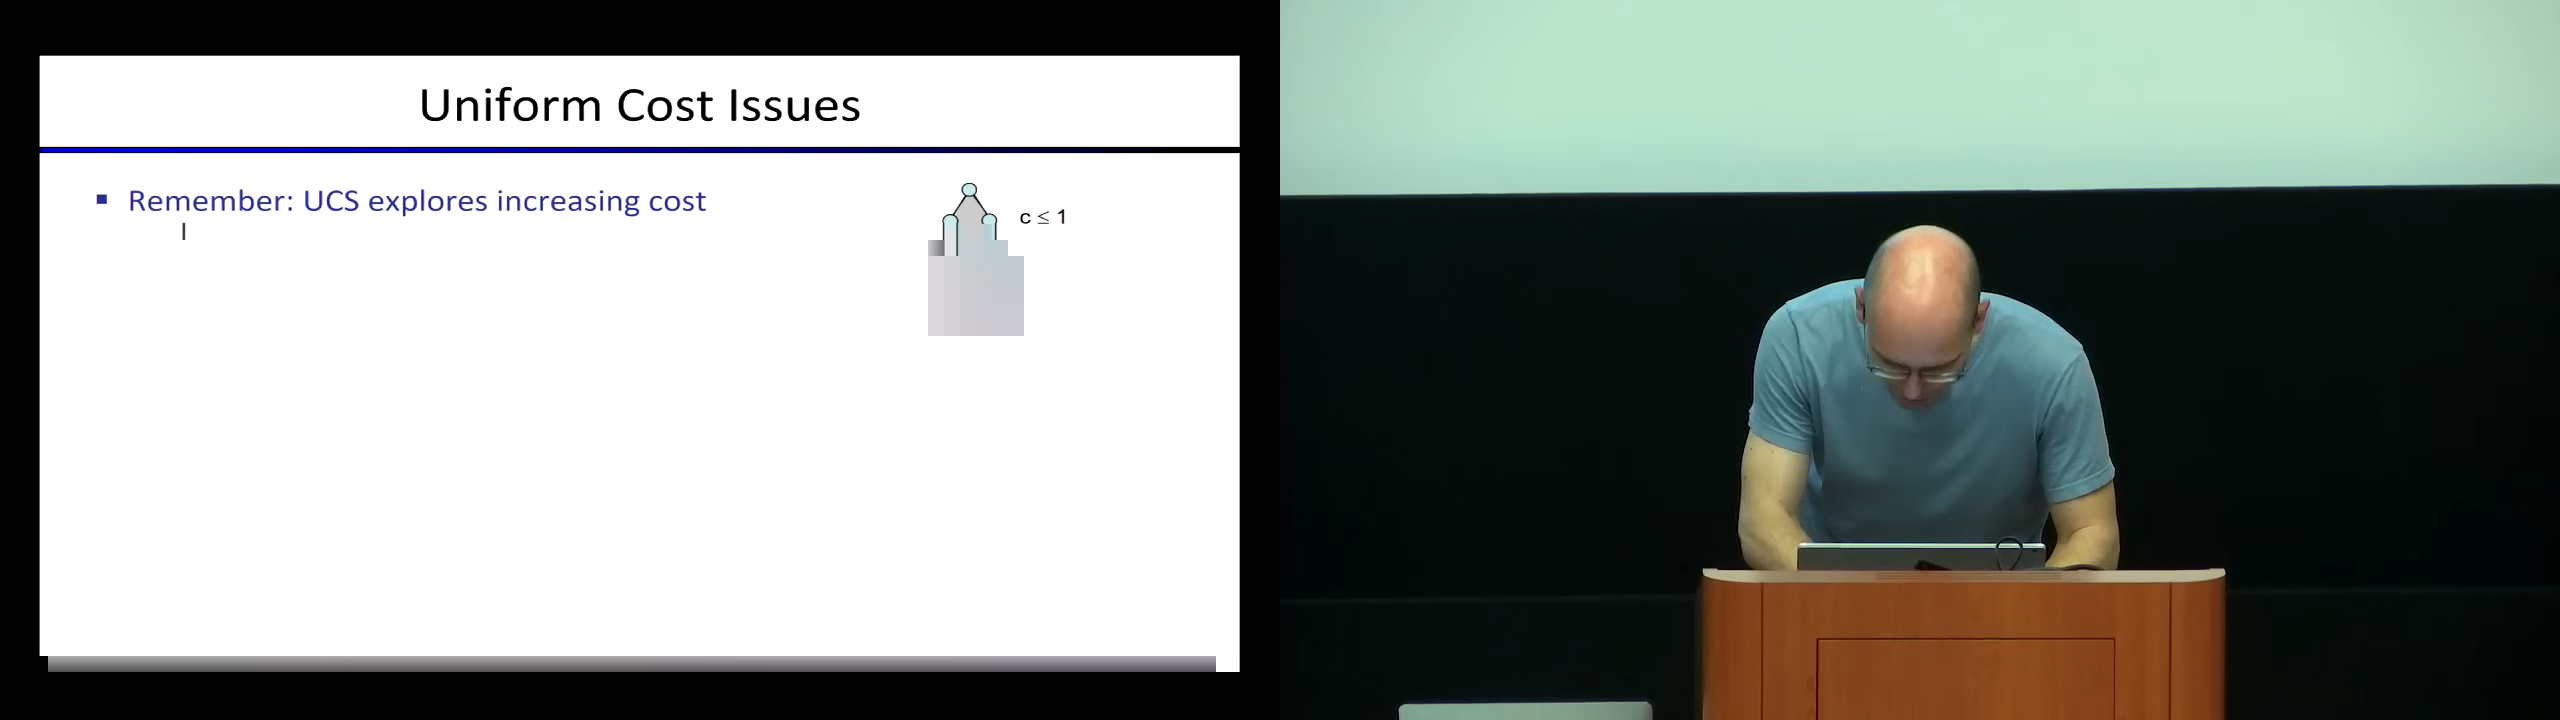 Uniform Cost Issues
Remember: UCS explores increasing cost
c ≤ 1